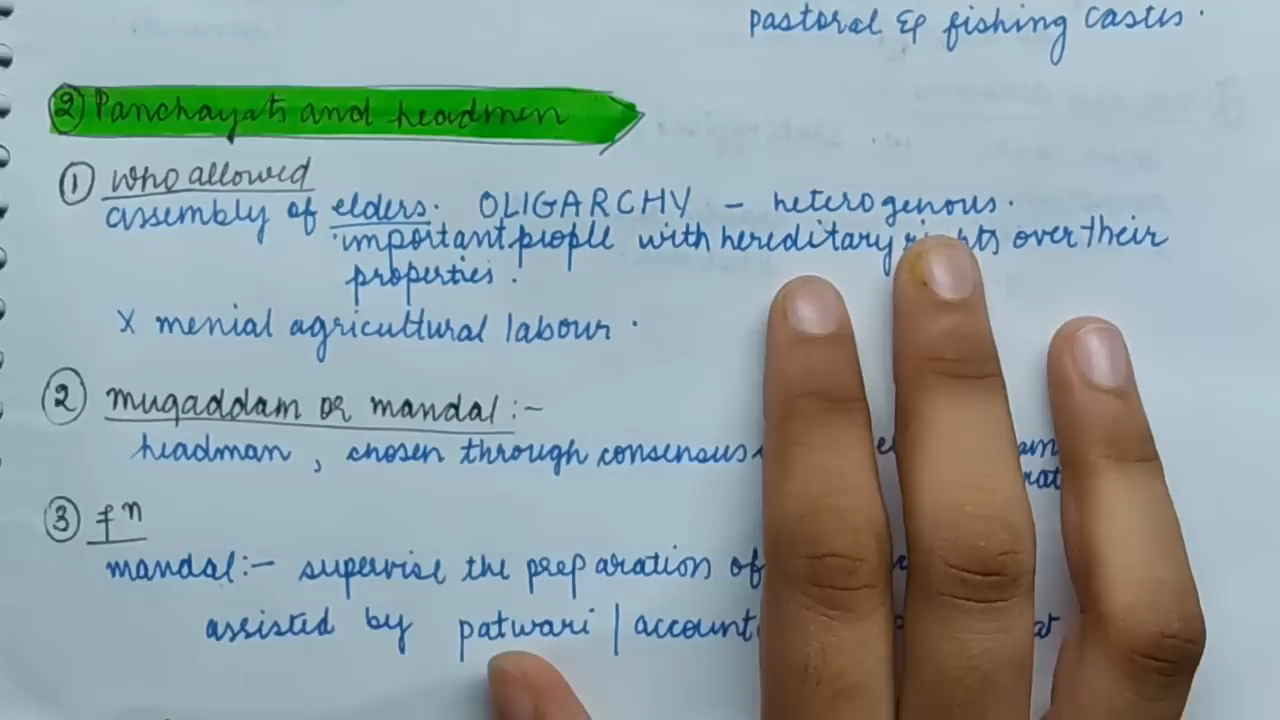 pastoral & fishing castes.
② Panchayats and headmen
① who allowed
assembly of elders. OLIGARCHY - heterogenous.
important people with hereditary over their
properties.
x menial agricultural labour.
② muqaddam or mandal:-
headman, chosen through consensus
③ fⁿ
mandal:- supervise the preparation of
assisted by patwari |